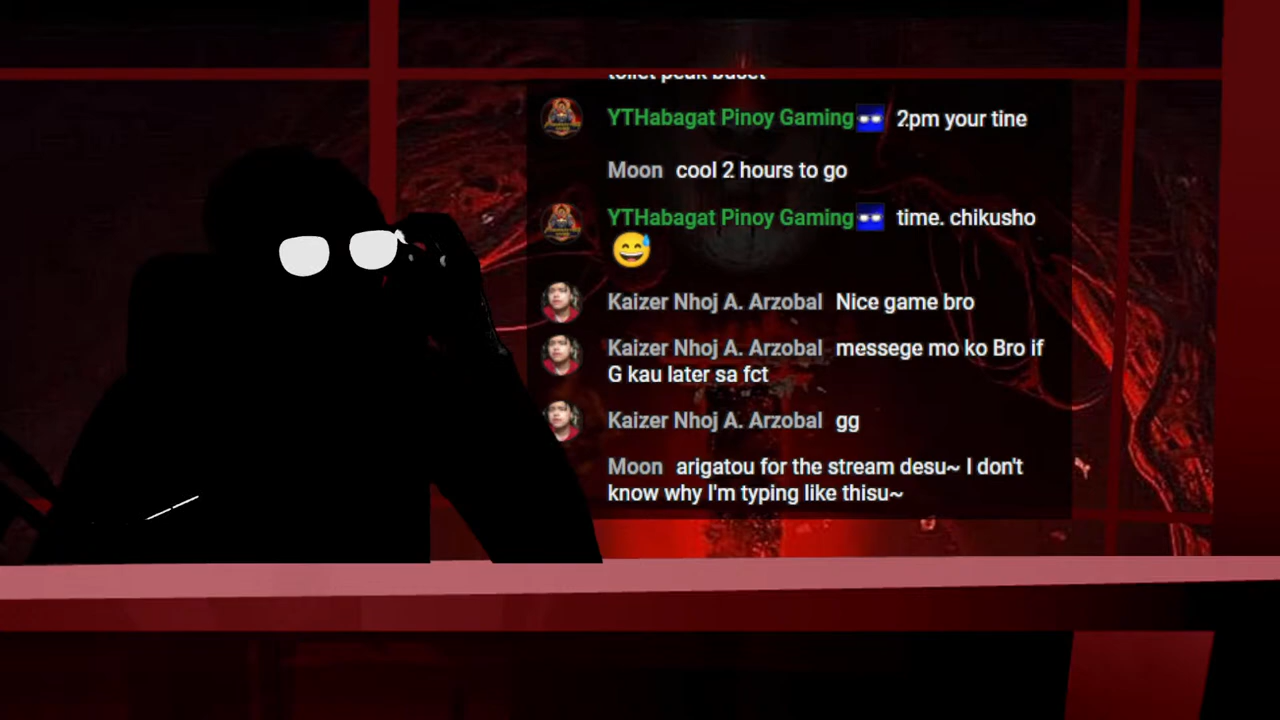 YTHabagat Pinoy Gaming 2pm your tine
Moon cool 2 hours to go
YTHabagat Pinoy Gaming time. chikusho
😅
Kaizer Nhoj A. Arzobal Nice game bro
Kaizer Nhoj A. Arzobal messege mo ko Bro if
G kau later sa fct
Kaizer Nhoj A. Arzobal gg
Moon arigatou for the stream desu~ I don't
know why I'm typing like thisu~